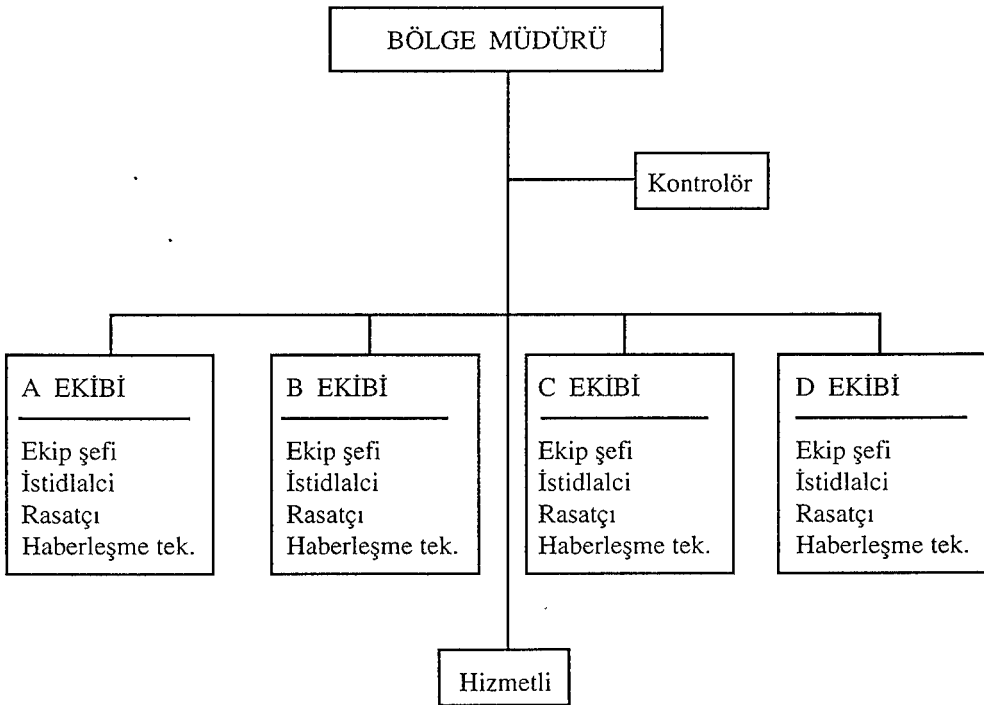 BÖLGE MÜDÜRÜ
Kontrolör
A EKİBİ
Ekip şefi
İstidlalci
Rasatçı
Haberleşme tek.
B EKİBİ
Ekip şefi
İstidlalci
Rasatçı
Haberleşme tek.
C EKİBİ
Ekip şefi
İstidlalci
Rasatçı
Haberleşme tek.
D EKİBİ
Ekip şefi
İstidlalci
Rasatçı
Haberleşme tek.
Hizmetli